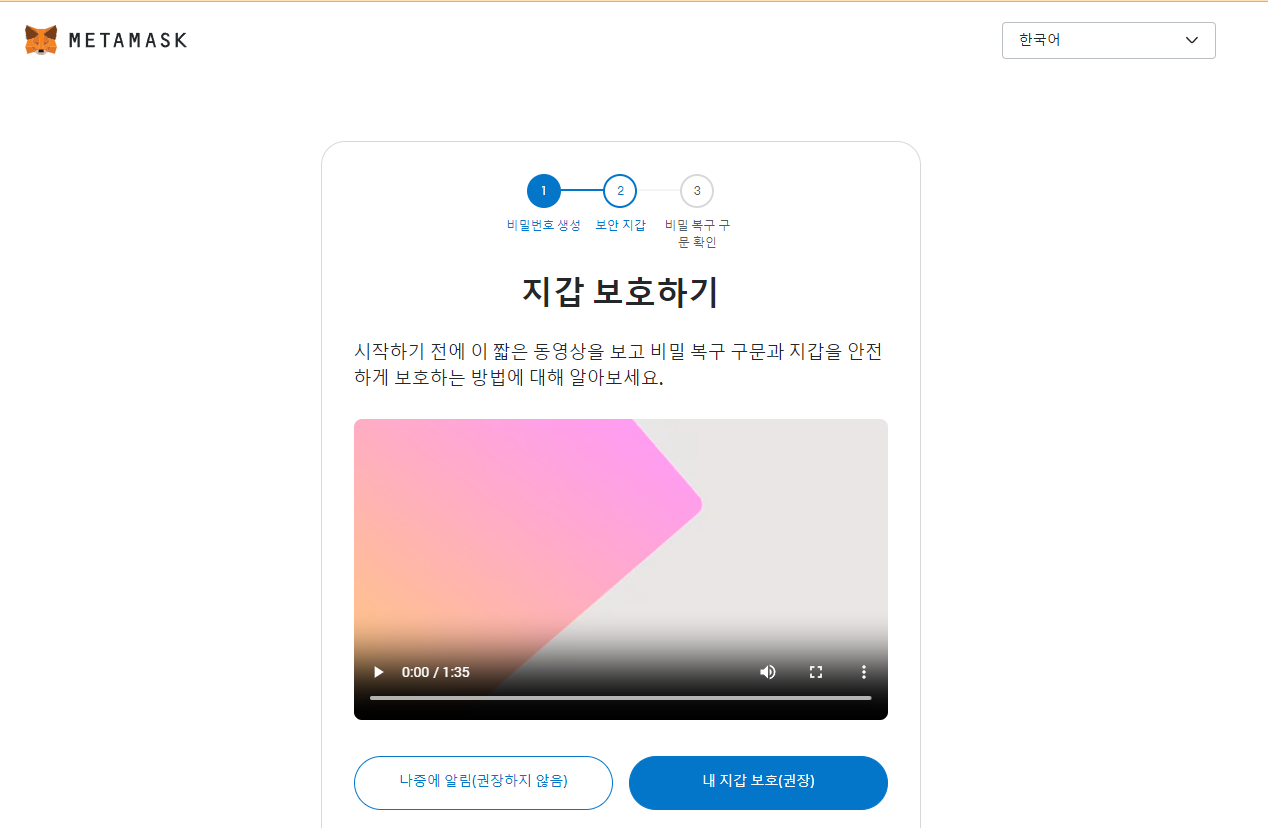 METAMASK
한국어
1
2
3
비밀번호 생성
보안 지갑
비밀 복구 구
문 확인
지갑 보호하기
시작하기 전에 이 짧은 동영상을 보고 비밀 복구 구문과 지갑을 안전
하게 보호하는 방법에 대해 알아보세요.
0:00 / 1:35
나중에 알림(권장하지 않음)
내 지갑 보호(권장)